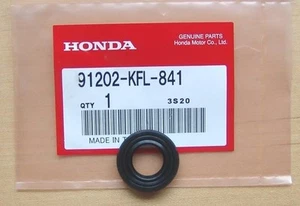 HONDA
GENUINE PARTS
Honda Motor Co., Ltd.
91202-KFL-841
QTY 1 3S20
MADE IN